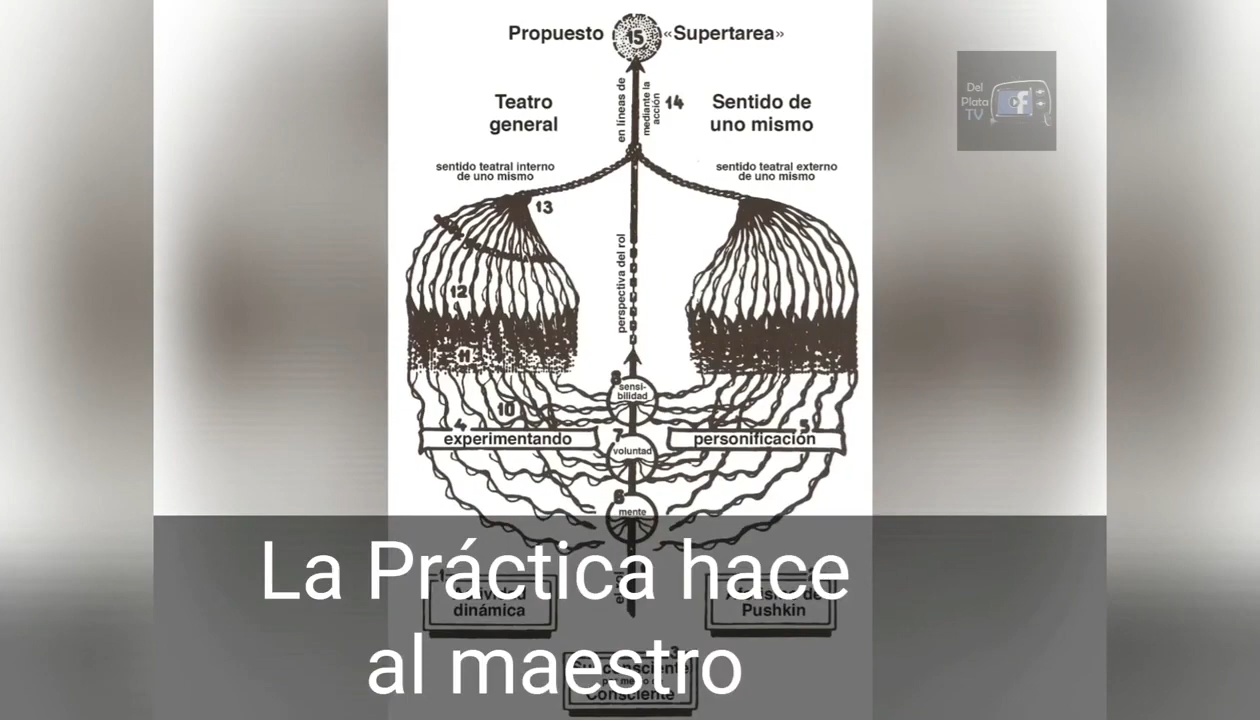 Propuesto 15 «Supertarea»
Del
Plata
TV
en líneas de
mediante la
acción
14
Teatro
general
Sentido de
uno mismo
sentido teatral interno
de uno mismo
sentido teatral externo
de uno mismo
13
perspectiva del rol
12
11
8
sensi-
bilidad
10
4
experimentando
7
voluntad
5
personificación
6
mente
La Práctica hace
al maestro
1
dinámica
Pushkin
3
Consciente